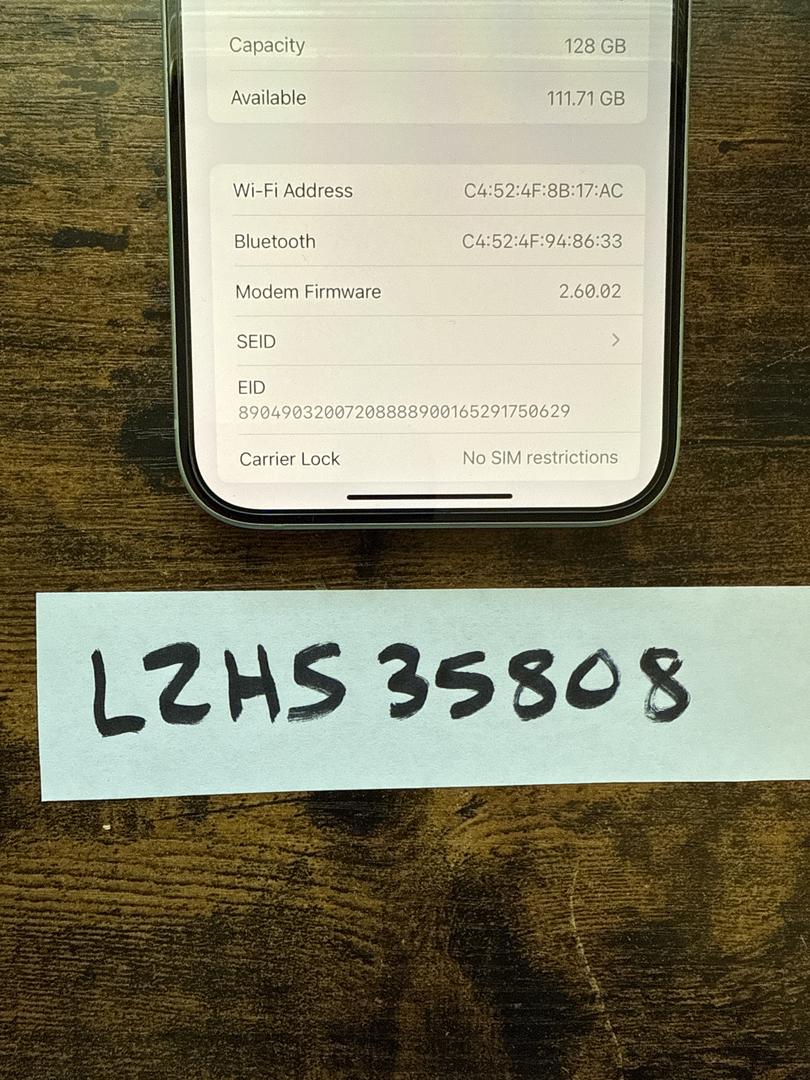 Capacity 128 GB
Available 111.71 GB
Wi-Fi Address C4:52:4F:8B:17:AC
Bluetooth C4:52:4F:94:86:33
Modem Firmware 2.60.02
SEID
EID
89049032007208888900165291750629
Carrier Lock No SIM restrictions
LZHS 35808